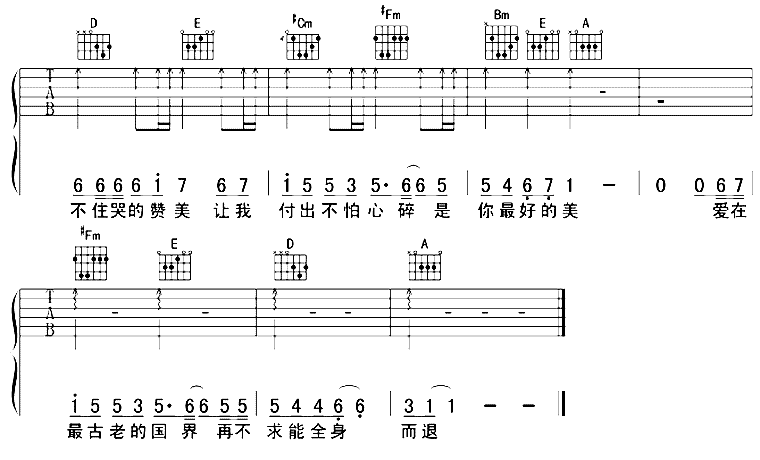 D E ♯Cm ♯Fm Bm E A
T
A
B
6 6 6 6 i 7 6 7 i 5 5 3 5· 6 6 5 5 4 6 7 1 - 0 0 6 7
不住哭的赞美让我 付出不怕心碎是 你最好的美 爱在
♯Fm E D A
T
A
B
i 5 5 3 5· 6 6 5 5 5 4 4 6 6 3 1 1 - -
最古老的国界再不 求能全身 而退